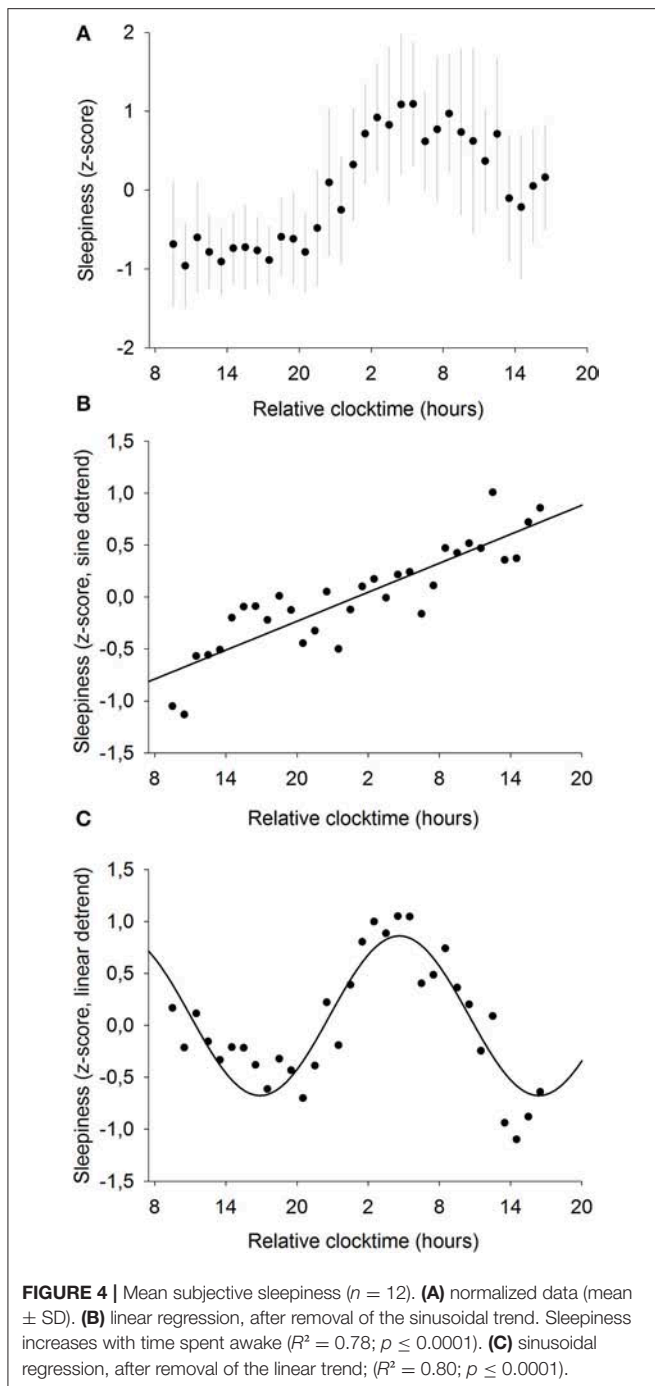 A
2
1
0
-1
-2
Sleepiness (z-score)
8 14 20 2 8 14 20
Relative clocktime (hours)
B
1,5
1,0
0,5
0,0
-0,5
-1,0
-1,5
Sleepiness (z-score, sine detrend)
8 14 20 2 8 14 20
Relative clocktime (hours)
C
1,5
1,0
0,5
0,0
-0,5
-1,0
-1,5
Sleepiness (z-score, linear detrend)
8 14 20 2 8 14 20
Relative clocktime (hours)
FIGURE 4 | Mean subjective sleepiness (n = 12). (A) normalized data (mean
± SD). (B) linear regression, after removal of the sinusoidal trend. Sleepiness
increases with time spent awake (R² = 0.78; p ≤ 0.0001). (C) sinusoidal
regression, after removal of the linear trend; (R² = 0.80; p ≤ 0.0001).